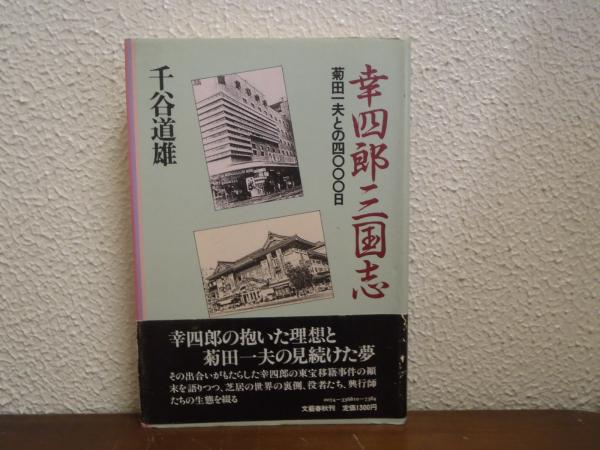 幸四郎三国志
菊田一夫との四〇〇〇日
千谷道雄
幸四郎の抱いた理想と
菊田一夫の見続けた夢
その出合いがもたらした幸四郎の東宝移籍事件の顚
末を語りつつ、芝居の世界の裏側、役者たち、興行師
たちの生態を綴る
文藝春秋刊 定価1300円